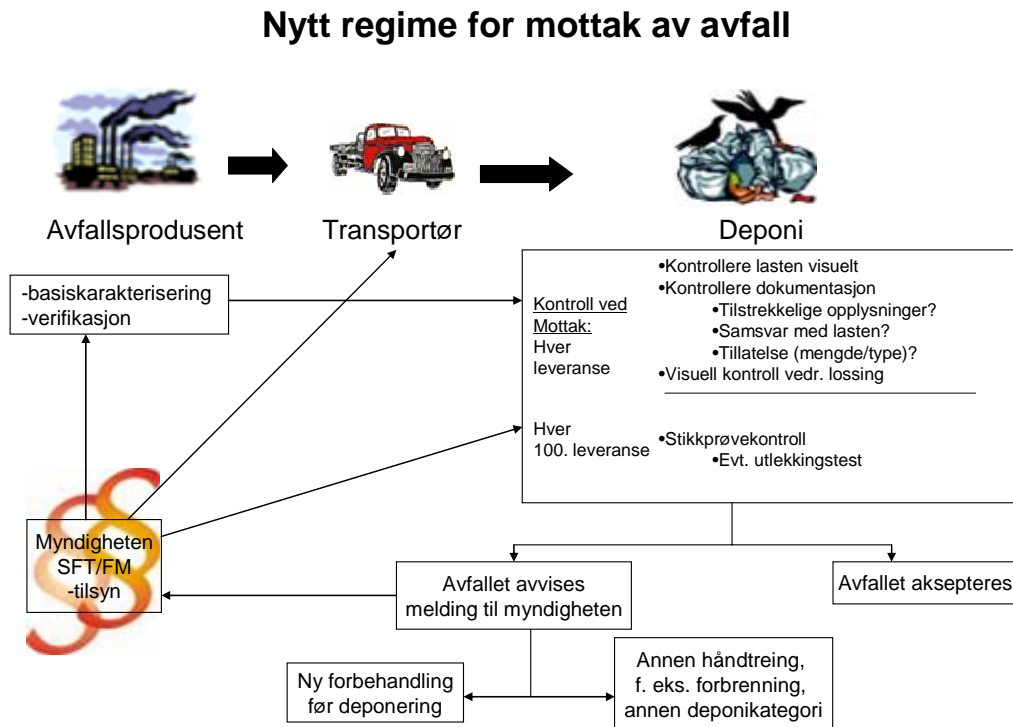 Nytt regime for mottak av avfall
Avfallsprodusent
Transportør
Deponi
-basiskarakterisering
-verifikasjon
Kontroll ved
Mottak:
Hver
leveranse
•Kontrollere lasten visuelt
•Kontrollere dokumentasjon
•Tilstrekkelige opplysninger?
•Samsvar med lasten?
•Tillatelse (mengde/type)?
•Visuell kontroll vedr. lossing
Hver
100. leveranse
•Stikkprøvekontroll
•Evt. utlekkingstest
Myndigheten
SFT/FM
-tilsyn
Avfallet avvises
melding til myndigheten
Avfallet aksepteres
Ny forbehandling
før deponering
Annen håndtreing,
f. eks. forbrenning,
annen deponikategori